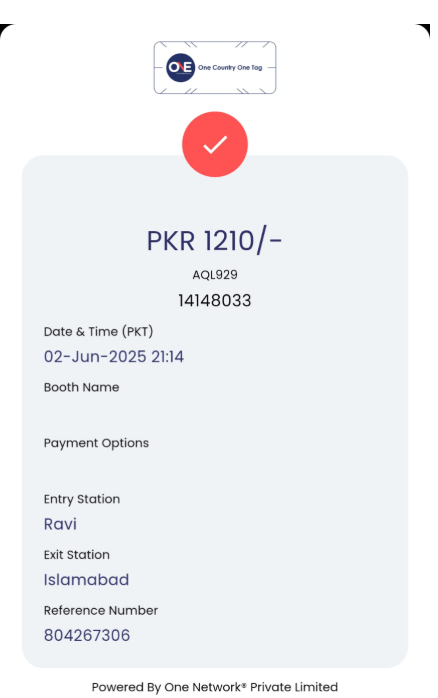 ONE One Country One Tag
PKR 1210/-
AQL929
14148033
Date & Time (PKT)
02-Jun-2025 21:14
Booth Name
Payment Options
Entry Station
Ravi
Exit Station
Islamabad
Reference Number
804267306
Powered By One Network® Private Limited